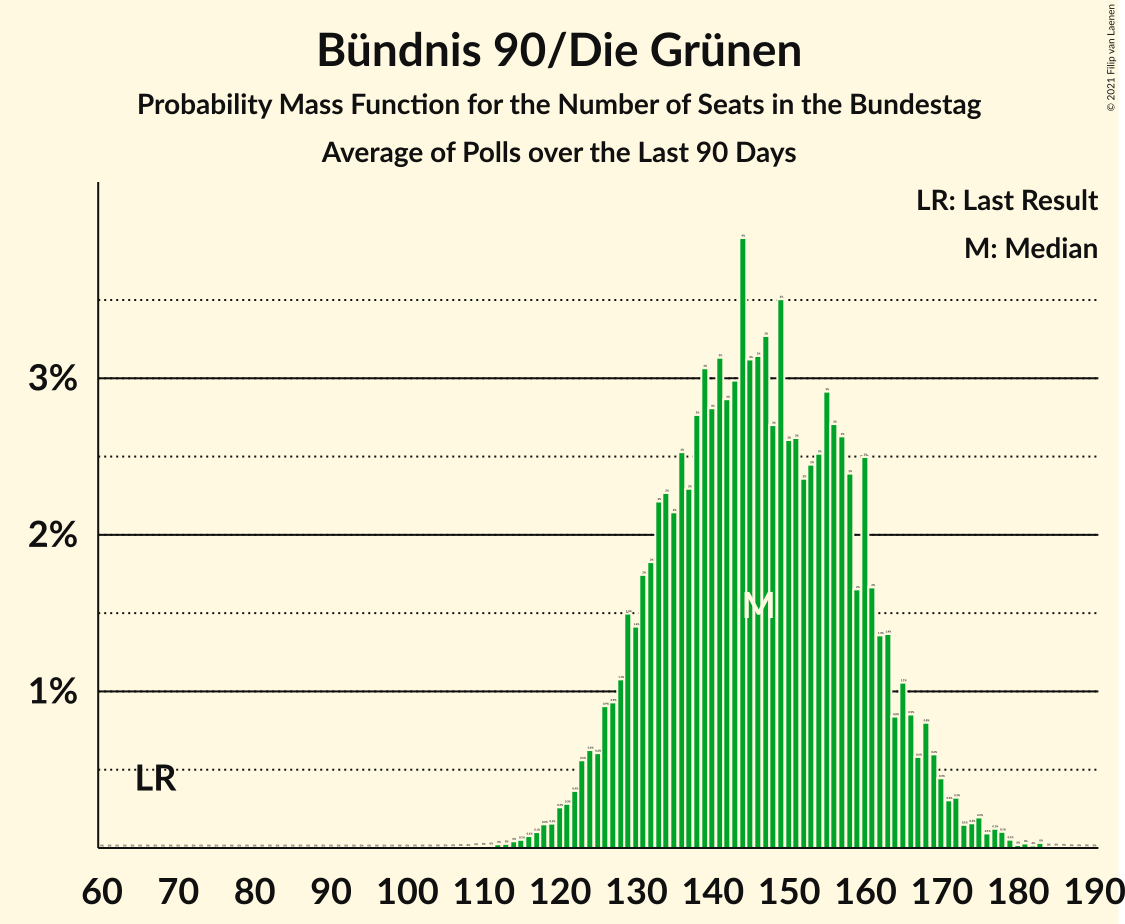 Bündnis 90/Die Grünen
Probability Mass Function for the Number of Seats in the Bundestag
Average of Polls over the Last 90 Days
© 2021 Filip van Laenen
LR: Last Result
M: Median
3%
2%
1%
M
LR
60 70 80 90 100 110 120 130 140 150 160 170 180 190